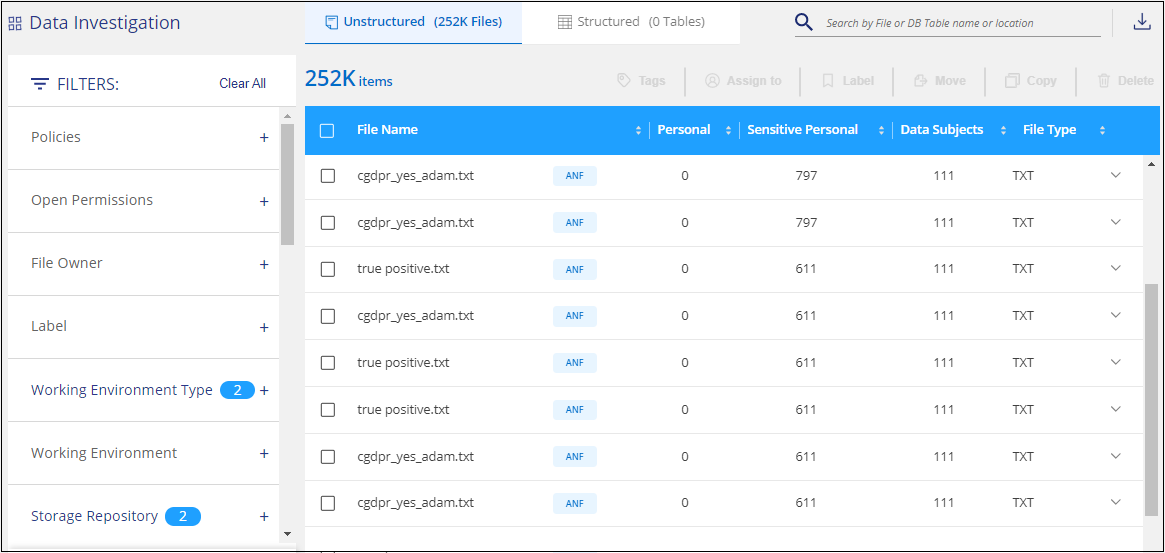 Data Investigation
Unstructured (252K Files)
Structured (0 Tables)
Search by File or DB Table name or location
FILTERS:
Clear All
Policies +
Open Permissions +
File Owner +
Label +
Working Environment Type 2 +
Working Environment +
Storage Repository 2 +
252K items
Tags
Assign to
Label
Move
Copy
Delete
File Name Personal Sensitive Personal Data Subjects File Type
cgdpr_yes_adam.txt ANF 0 797 111 TXT
cgdpr_yes_adam.txt ANF 0 797 111 TXT
true positive.txt ANF 0 611 111 TXT
cgdpr_yes_adam.txt ANF 0 611 111 TXT
true positive.txt ANF 0 611 111 TXT
true positive.txt ANF 0 611 111 TXT
cgdpr_yes_adam.txt ANF 0 611 111 TXT
cgdpr_yes_adam.txt ANF 0 611 111 TXT